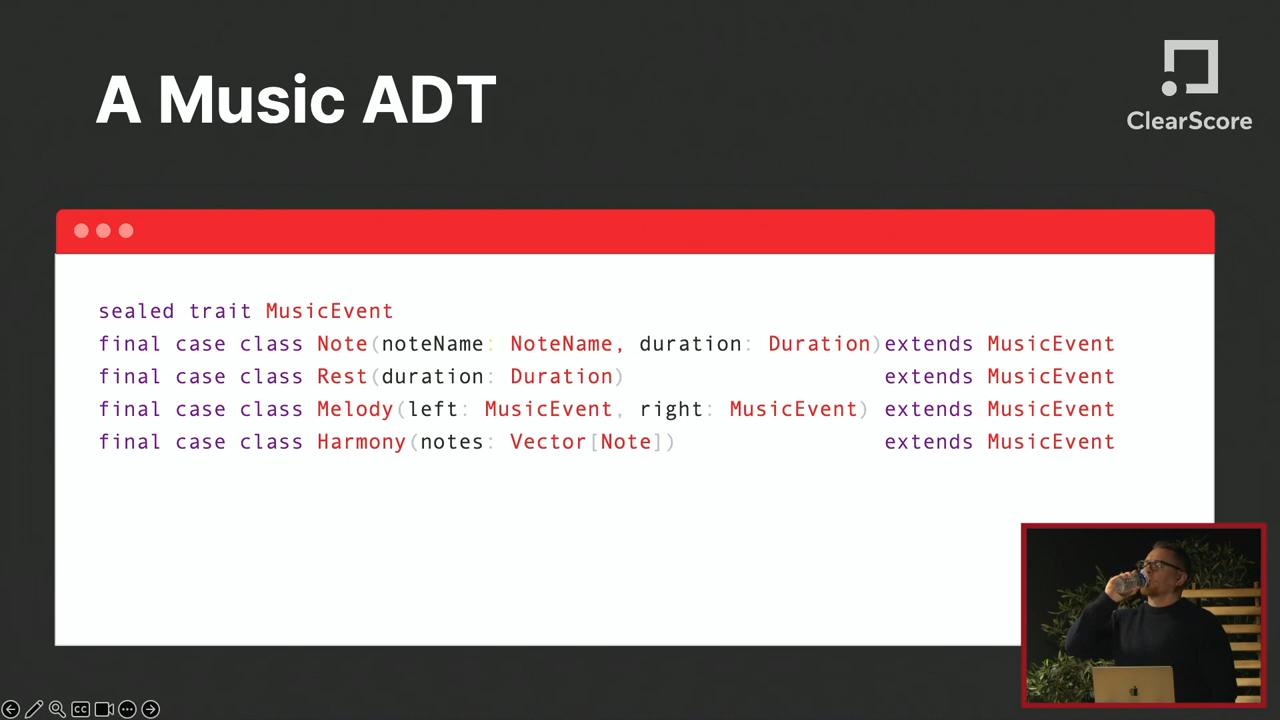 A Music ADT
ClearScore
sealed trait MusicEvent
final case class Note(noteName: NoteName, duration: Duration)extends MusicEvent
final case class Rest(duration: Duration) extends MusicEvent
final case class Melody(left: MusicEvent, right: MusicEvent) extends MusicEvent
final case class Harmony(notes: Vector[Note]) extends MusicEvent
CC